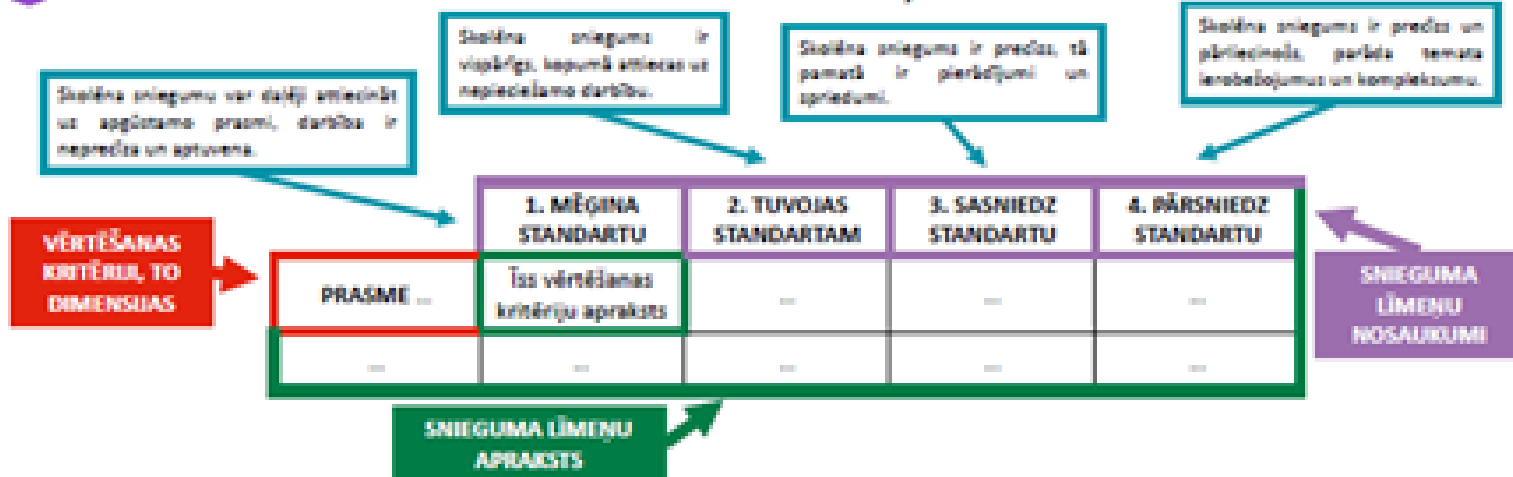 Skolēna sniegums ir
vispārīgs, kopumā attiecas uz
nepieciešamo darbību.
Skolēna sniegums ir precīzs, tā
pamatā ir pierādījumi un
spriedumi.
Skolēna sniegums ir precīzs un
pārliecinošs, parāda temata
ierobežojumus un kompleksumu.
Skolēna sniegumu var daļēji attiecināt
uz apgūstamo prasmi, darbība ir
neprecīza un aptuvena.
1. MĒĢINA
STANDARTU
2. TUVOJAS
STANDARTAM
3. SASNIEDZ
STANDARTU
4. PĀRSNIEDZ
STANDARTU
VĒRTĒŠANAS
KRITĒRIJI, TO
DIMENSIJAS
PRASME ...
Īss vērtēšanas
kritēriju apraksts
...
...
...
SNIEGUMA
LĪMEŅU
NOSAUKUMI
...
...
...
...
...
SNIEGUMA LĪMEŅU
APRAKSTS